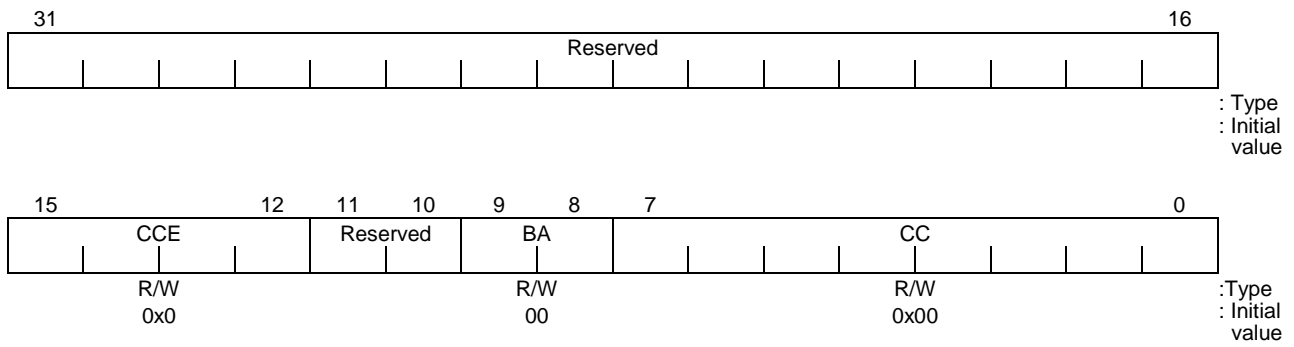 31 16
Reserved
: Type
: Initial
value
15 12 11 10 9 8 7 0
CCE Reserved BA CC
R/W R/W R/W :Type
0x0 00 0x00 : Initial
value